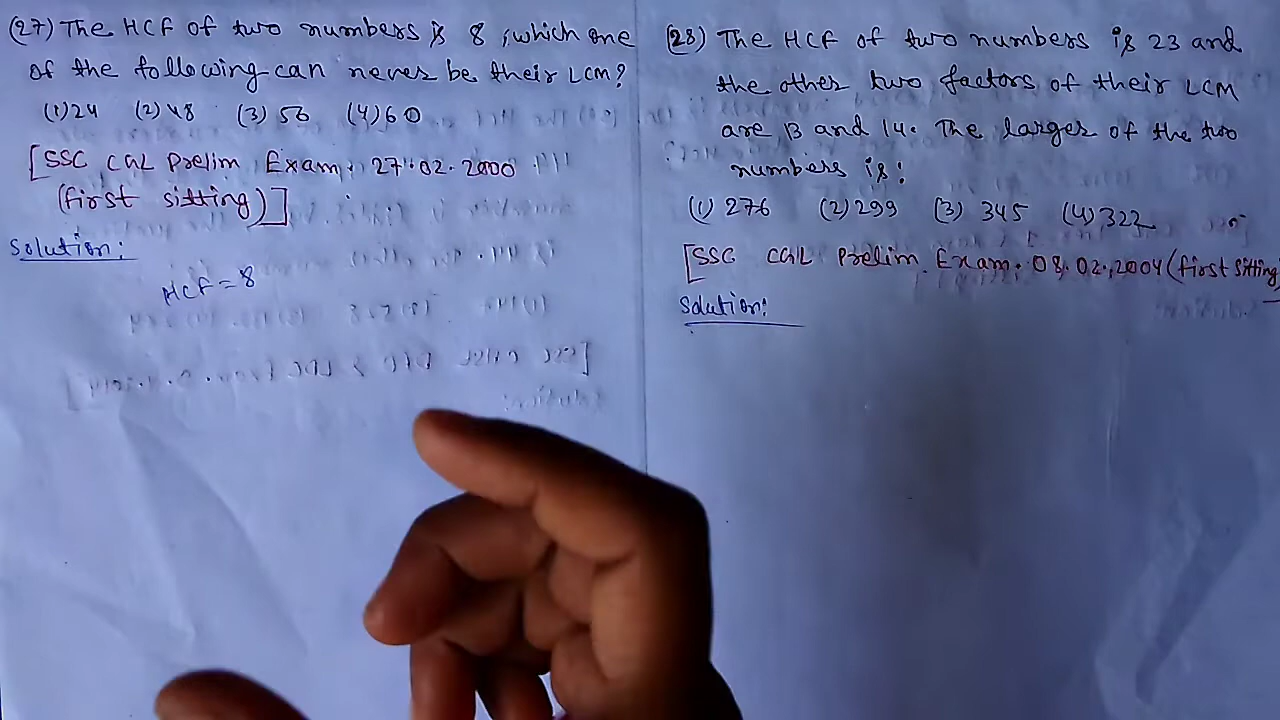 (27) The HCF of two numbers is 8, which one
of the following can never be their LCM?
(1) 24 (2) 48 (3) 56 (4) 60
[SSC CGL Prelim Exam. 27.02.2000
(first sitting)]
Solution:
HCF = 8
(28) The HCF of two numbers is 23 and
the other two factors of their LCM
are 13 and 14. The larger of the two
numbers is:
(1) 276 (2) 299 (3) 345 (4) 322
[SSC CGL Prelim Exam. 08.02.2004 (first sitting)
Solution: